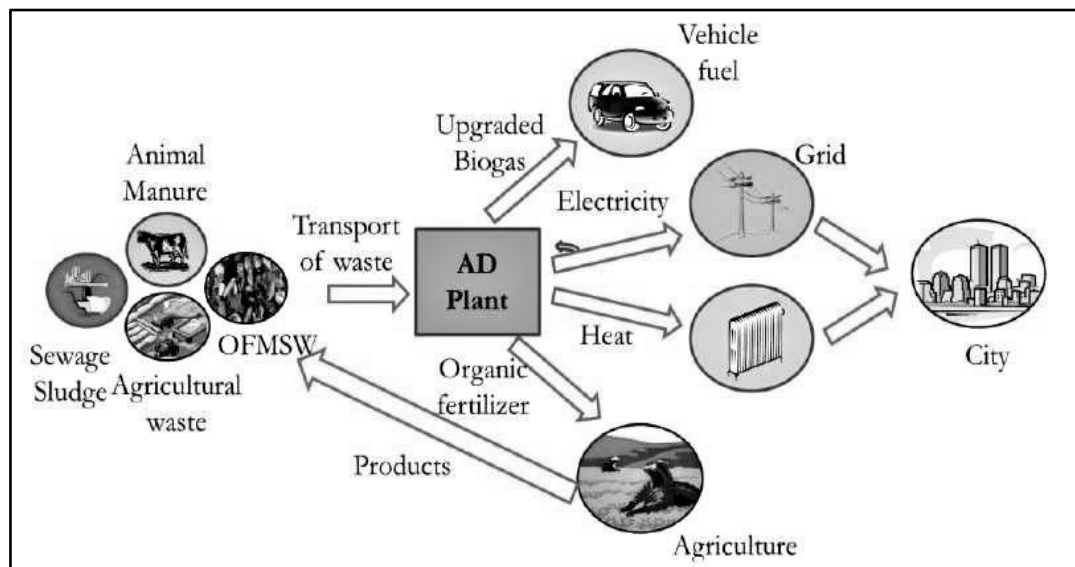 Vehicle
fuel
Upgraded
Biogas
Animal
Manure
Grid
Electricity
Transport
of waste
AD
Plant
Heat
City
Sewage
Sludge
OFMSW
Agricultural
waste
Organic
fertilizer
Products
Agriculture